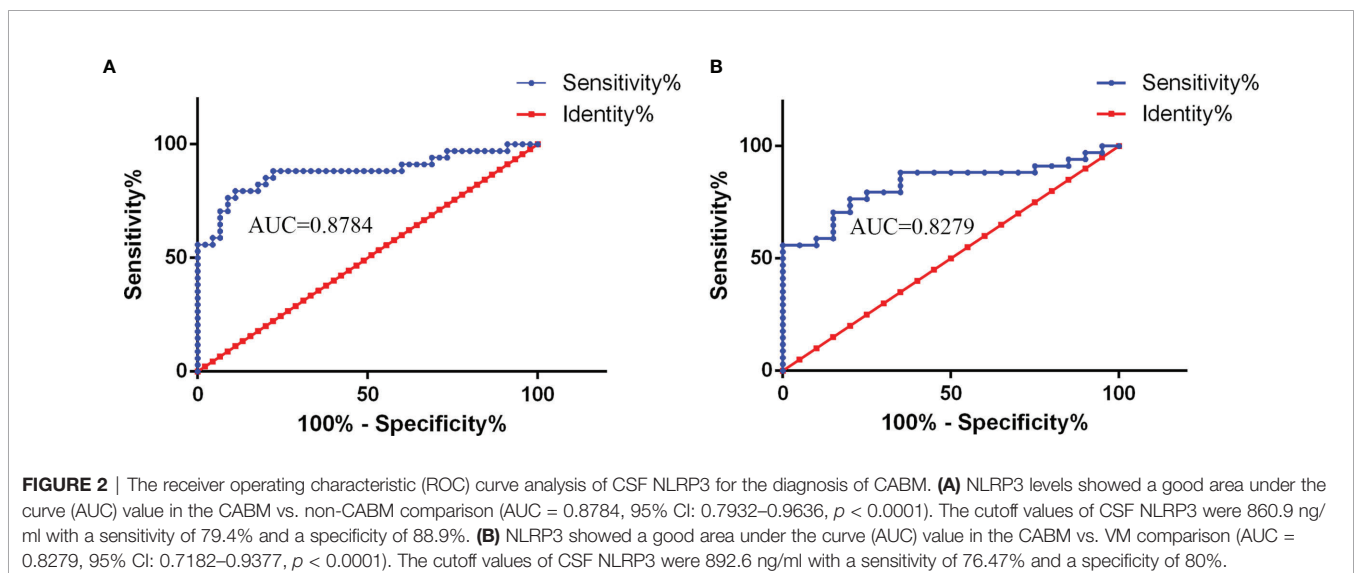 A
Sensitivity%
Identity%
100
50
0
Sensitivity%
AUC=0.8784
0
50
100
100% - Specificity%
B
Sensitivity%
Identity%
100
50
0
Sensitivity%
AUC=0.8279
0
50
100
100% - Specificity%
FIGURE 2 | The receiver operating characteristic (ROC) curve analysis of CSF NLRP3 for the diagnosis of CABM. (A) NLRP3 levels showed a good area under the
curve (AUC) value in the CABM vs. non-CABM comparison (AUC = 0.8784, 95% CI: 0.7932–0.9636, p < 0.0001). The cutoff values of CSF NLRP3 were 860.9 ng/
ml with a sensitivity of 79.4% and a specificity of 88.9%. (B) NLRP3 showed a good area under the curve (AUC) value in the CABM vs. VM comparison (AUC =
0.8279, 95% CI: 0.7182–0.9377, p < 0.0001). The cutoff values of CSF NLRP3 were 892.6 ng/ml with a sensitivity of 76.47% and a specificity of 80%.